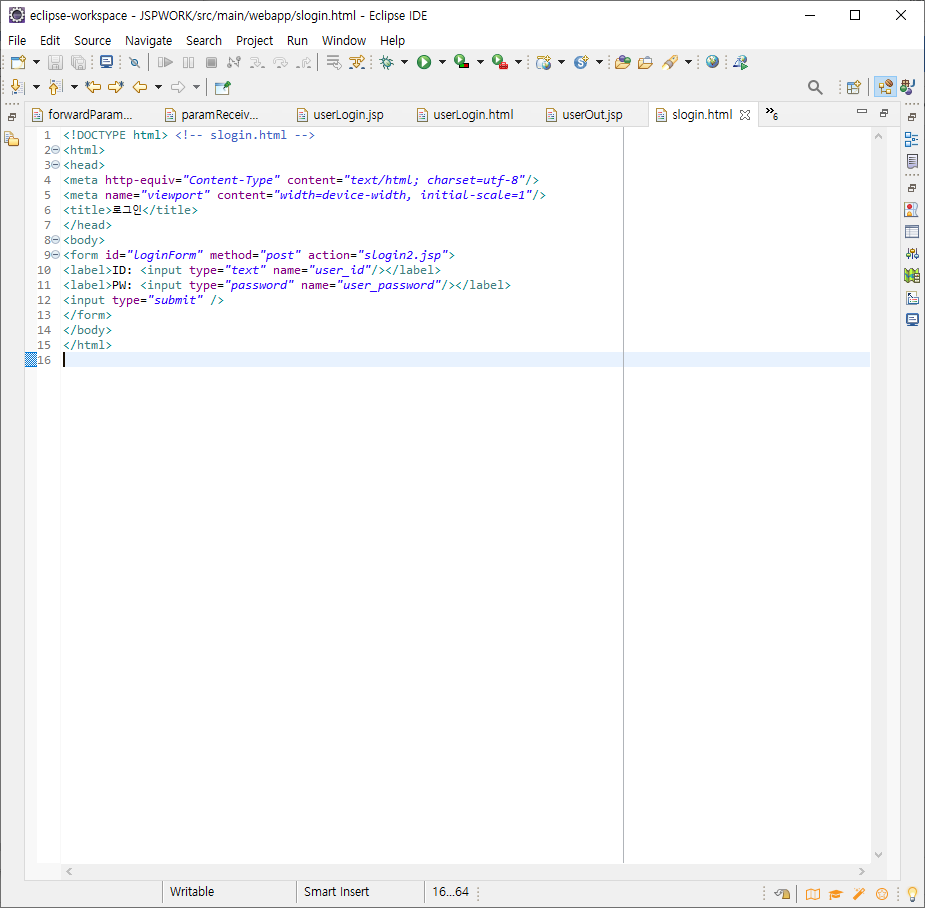 eclipse-workspace - JSPWORK/src/main/webapp/slogin.html - Eclipse IDE
File Edit Source Navigate Search Project Run Window Help
forwardParam... paramReceiv... userLogin.jsp userLogin.html userOut.jsp slogin.html »6
1 <!DOCTYPE html> <!-- slogin.html -->
2 <html>
3 <head>
4 <meta http-equiv="Content-Type" content="text/html; charset=utf-8"/>
5 <meta name="viewport" content="width=device-width, initial-scale=1"/>
6 <title>로그인</title>
7 </head>
8 <body>
9 <form id="loginForm" method="post" action="slogin2.jsp">
10 <label>ID: <input type="text" name="user_id"/></label>
11 <label>PW: <input type="password" name="user_password"/></label>
12 <input type="submit" />
13 </form>
14 </body>
15 </html>
16
Writable Smart Insert 16...64